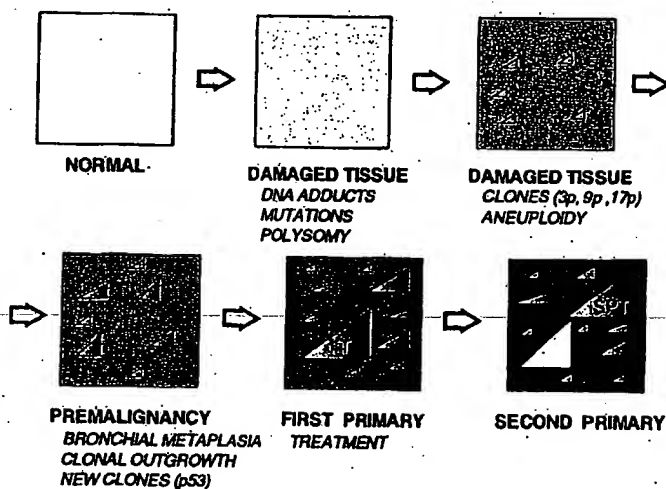 NORMAL
DAMAGED TISSUE
DNA ADDUCTS
MUTATIONS
POLYSOMY
DAMAGED TISSUE
CLONES (3p, 9p ,17p)
ANEUPLOIDY
PREMALIGNANCY
BRONCHIAL METAPLASIA
CLONAL OUTGROWTH
NEW CLONES (p53)
FIRST PRIMARY
TREATMENT
SPT
SECOND PRIMARY